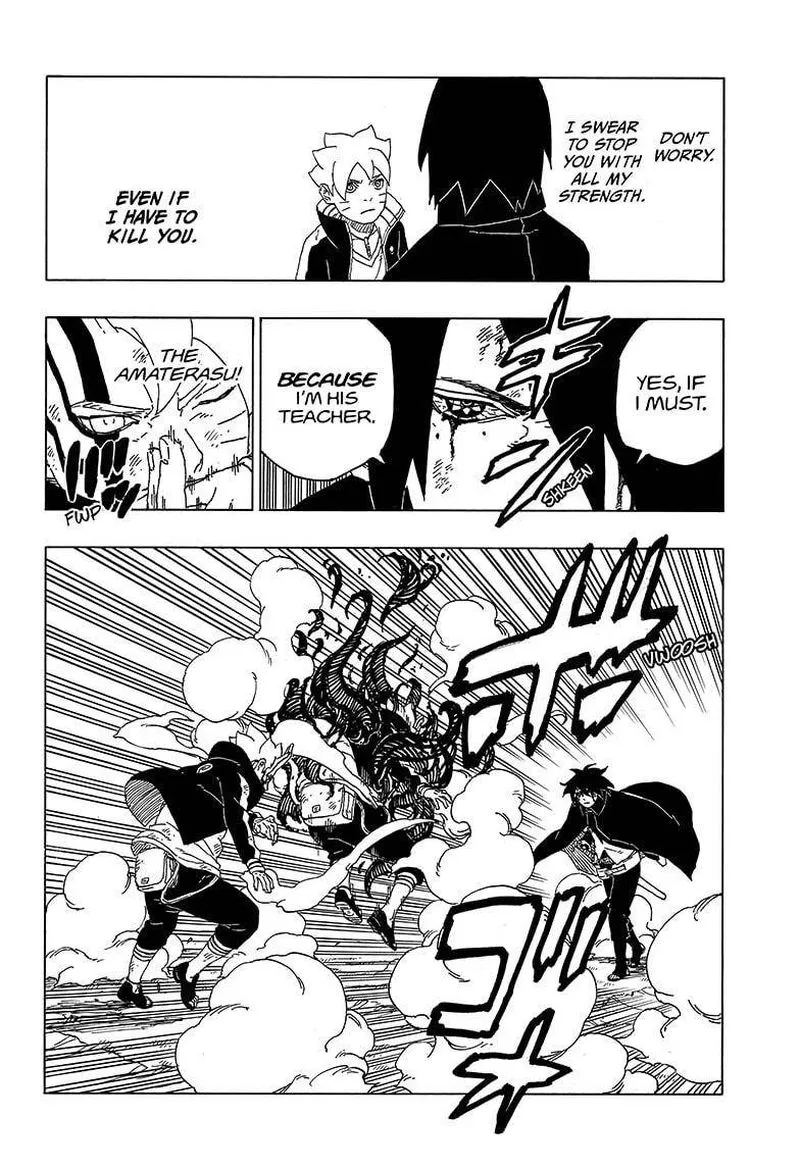 DON'T
WORRY.
I SWEAR
TO STOP
YOU WITH
ALL MY
STRENGTH.
EVEN IF
I HAVE TO
KILL YOU.
YES, IF
I MUST.
SHKEEN
BECAUSE
I'M HIS
TEACHER.
THE
AMATERASU!
FWP
VWOOSH